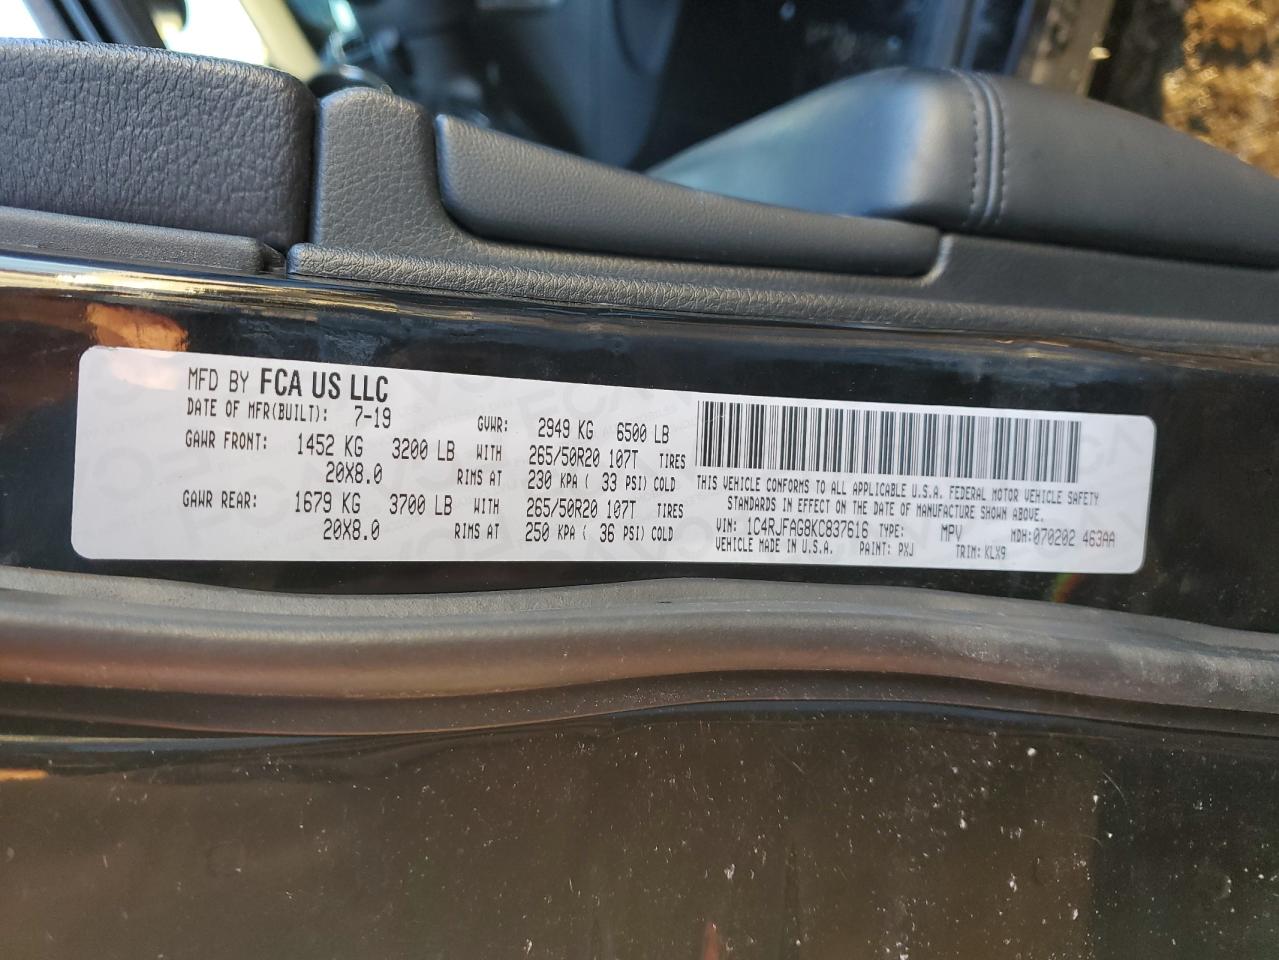 MFD BY FCA US LLC
DATE OF MFR(BUILT): 7-19 GVWR: 2949 KG 6500 LB
GAWR FRONT: 1452 KG 3200 LB WITH 265/50R20 107T TIRES
20X8.0 RIMS AT 230 KPA ( 33 PSI) COLD
GAWR REAR: 1679 KG 3700 LB WITH 265/50R20 107T TIRES
20X8.0 RIMS AT 250 KPA ( 36 PSI) COLD
THIS VEHICLE CONFORMS TO ALL APPLICABLE U.S.A. FEDERAL MOTOR VEHICLE SAFETY
STANDARDS IN EFFECT ON THE DATE OF MANUFACTURE SHOWN ABOVE.
VIN: 1C4RJFAG8KC837616 TYPE: MPV MDH:070202 463AA
VEHICLE MADE IN U.S.A. PAINT: PXJ TRIM: KLX9